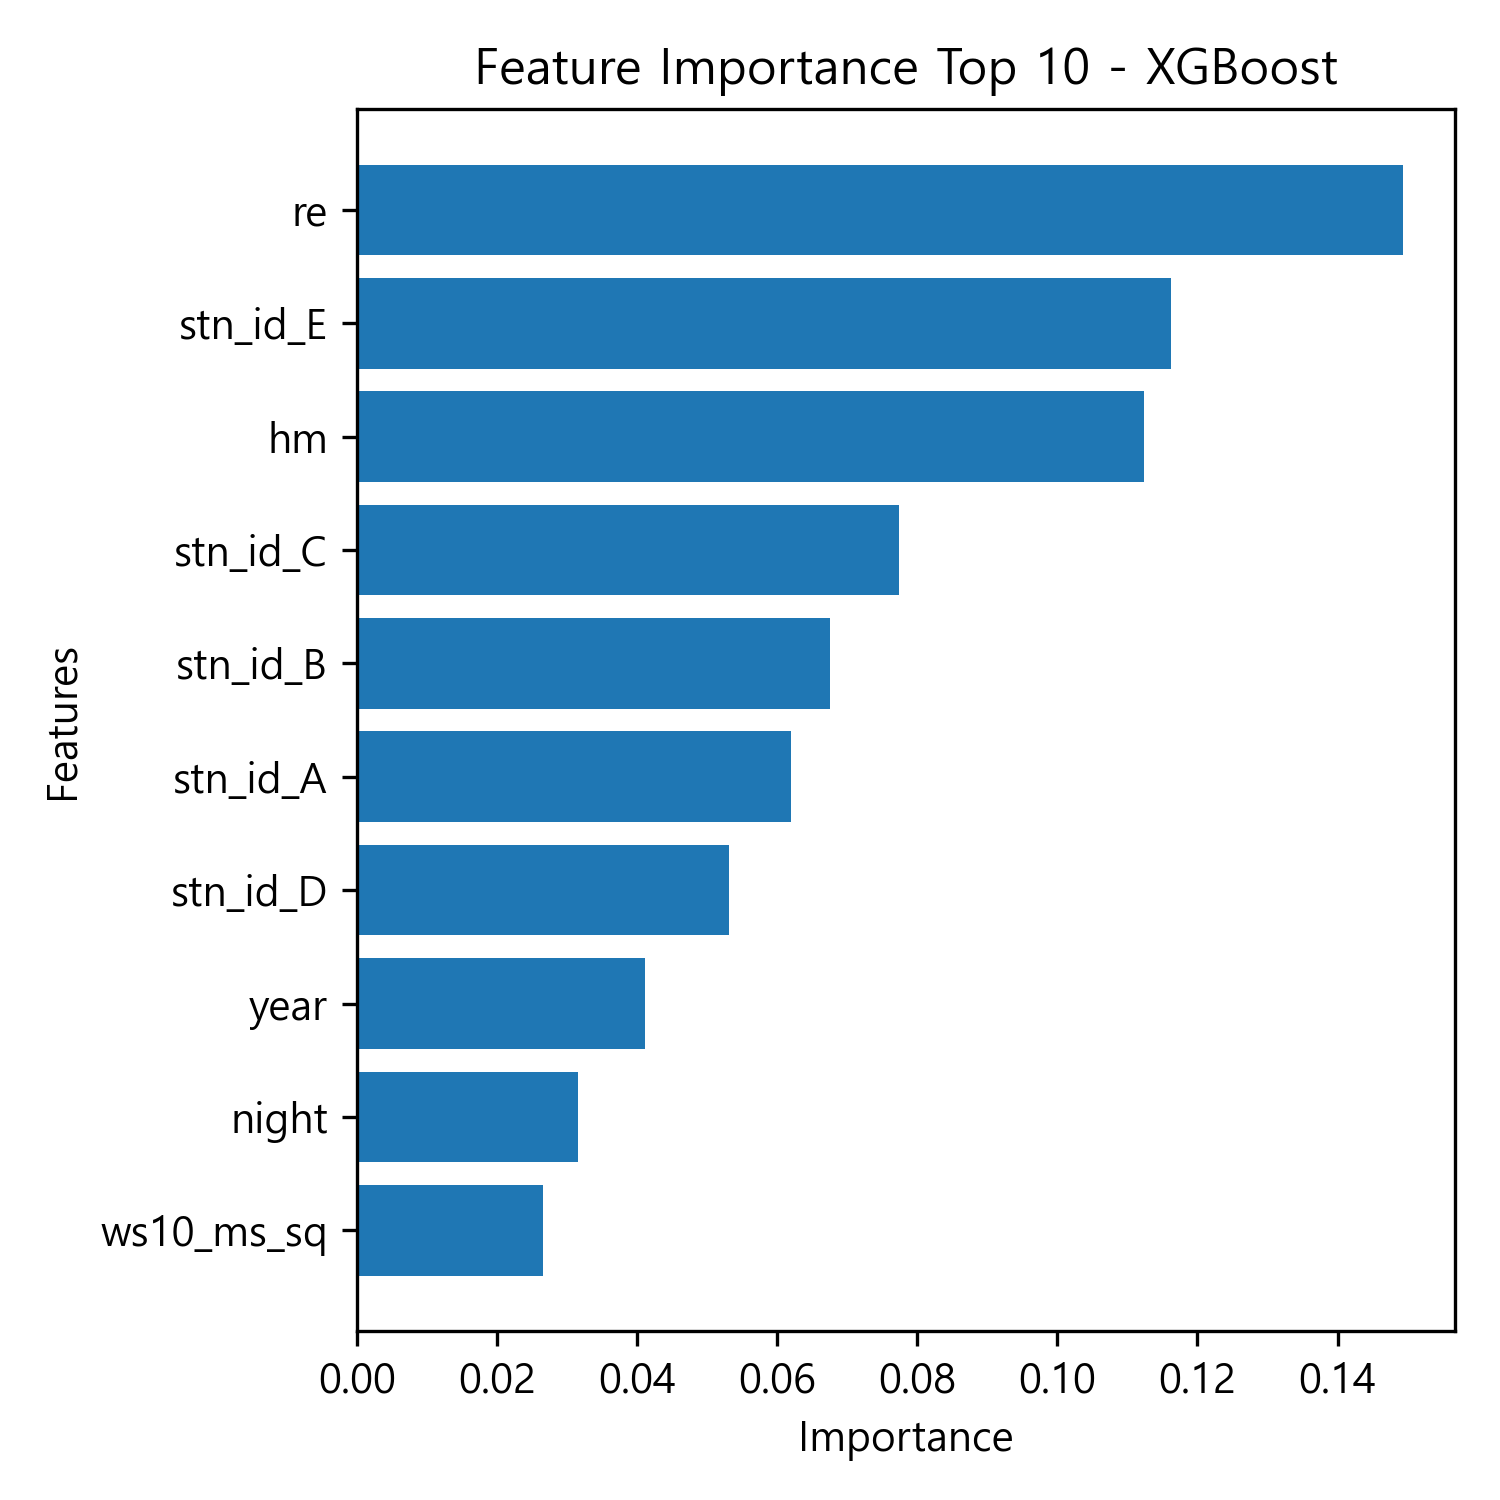 Feature Importance Top 10 - XGBoost
re
stn_id_E
hm
stn_id_C
stn_id_B
stn_id_A
stn_id_D
year
night
ws10_ms_sq
Features
0.00 0.02 0.04 0.06 0.08 0.10 0.12 0.14
Importance